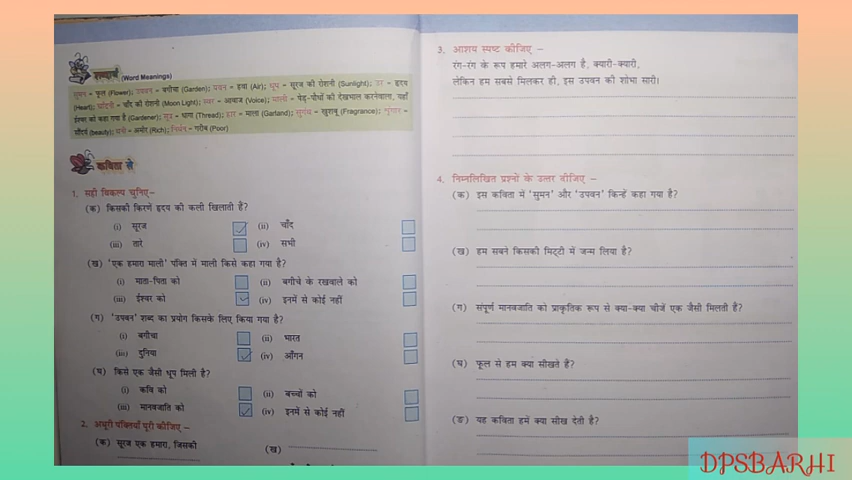 शब्दार्थ (Word Meanings)
सुमन – फूल (Flower); उपवन – बगीचा (Garden); पवन – हवा (Air); धूप – सूरज की रोशनी (Sunlight); उर – हृदय
(Heart); चाँदनी – चाँद की रोशनी (Moon Light); स्वर – आवाज (Voice); माली – पेड़-पौधों की देखभाल करनेवाला, यहाँ
ईश्वर को कहा गया है (Gardener); सूत्र – धागा (Thread); हार – माला (Garland); सुगंध – खुशबू (Fragrance); श्रृंगार –
सौंदर्य (beauty); धनी – अमीर (Rich); निर्धन – गरीब (Poor)
कविता से
1. सही विकल्प चुनिए–
(क) किसकी किरणें हृदय की कली खिलाती है?
(i) सूरज (ii) चाँद
(iii) तारे (iv) सभी
(ख) 'एक हमारा माली' पंक्ति में माली किसे कहा गया है?
(i) माता-पिता को (ii) बगीचे के रखवाले को
(iii) ईश्वर को (iv) इनमें से कोई नहीं
(ग) 'उपवन' शब्द का प्रयोग किसके लिए किया गया है?
(i) बगीचा (ii) भारत
(iii) दुनिया (iv) आँगन
(घ) किसे एक जैसी धूप मिली है?
(i) कवि को (ii) बच्चों को
(iii) मानवजाति को (iv) इनमें से कोई नहीं
2. अधूरी पंक्तियाँ पूरी कीजिए –
(क) सूरज एक हमारा, जिसकी (ख)
3. आशय स्पष्ट कीजिए –
रंग-रंग के रूप हमारे अलग-अलग है, क्यारी-क्यारी,
लेकिन हम सबसे मिलकर ही, इस उपवन की शोभा सारी।
4. निम्नलिखित प्रश्नों के उत्तर दीजिए –
(क) इस कविता में 'सुमन' और 'उपवन' किन्हें कहा गया है?
(ख) हम सबने किसकी मिट्टी में जन्म लिया है?
(ग) संपूर्ण मानवजाति को प्राकृतिक रूप से क्या-क्या चीजें एक जैसी मिलती है?
(घ) फूल से हम क्या सीखते है?
(ङ) यह कविता हमें क्या सीख देती है?
DPSBARHI